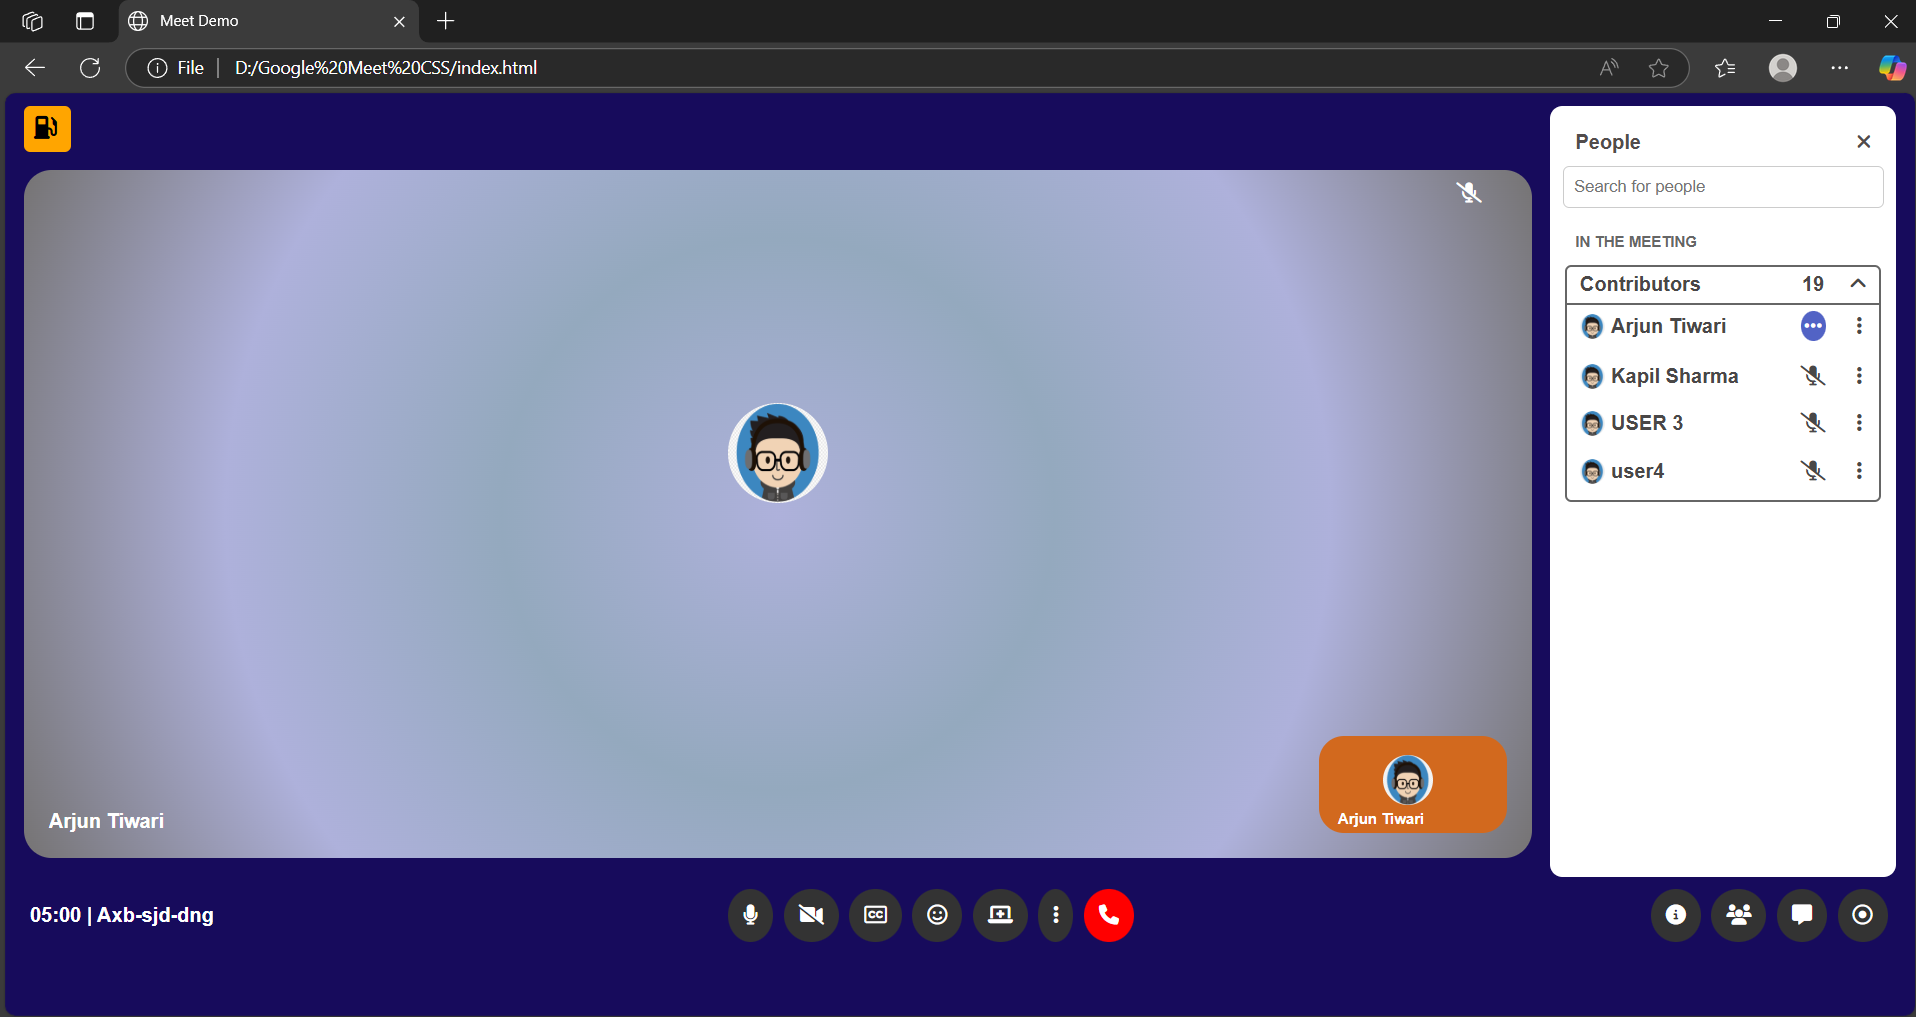 Meet Demo
File
D:/Google%20Meet%20CSS/index.html
People
Search for people
IN THE MEETING
Contributors 19
Arjun Tiwari
Kapil Sharma
USER 3
user4
Arjun Tiwari
Arjun Tiwari
05:00 | Axb-sjd-dng
CC